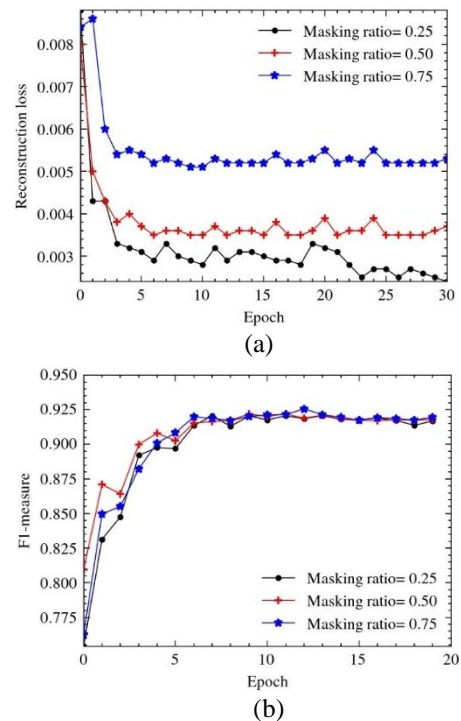 0.008
0.007
0.006
0.005
0.004
0.003
Reconstruction loss
Masking ratio= 0.25
Masking ratio= 0.50
Masking ratio= 0.75
0 5 10 15 20 25 30
Epoch
(a)
0.950
0.925
0.900
0.875
0.850
0.825
0.800
0.775
F1-measure
Masking ratio= 0.25
Masking ratio= 0.50
Masking ratio= 0.75
0 5 10 15 20
Epoch
(b)